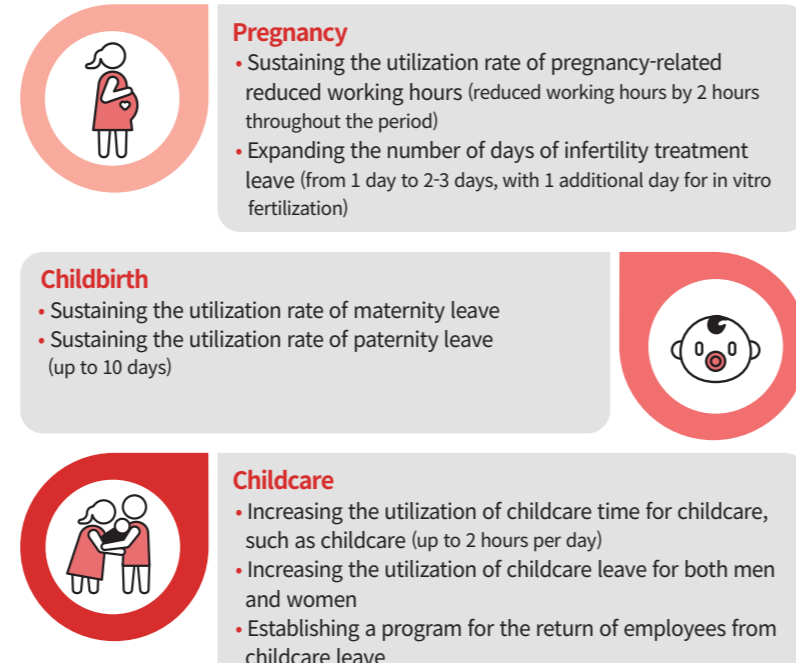 Pregnancy
• Sustaining the utilization rate of pregnancy-related
reduced working hours (reduced working hours by 2 hours
throughout the period)
• Expanding the number of days of infertility treatment
leave (from 1 day to 2-3 days, with 1 additional day for in vitro
fertilization)
Childbirth
• Sustaining the utilization rate of maternity leave
• Sustaining the utilization rate of paternity leave
(up to 10 days)
Childcare
• Increasing the utilization of childcare time for childcare,
such as childcare (up to 2 hours per day)
• Increasing the utilization of childcare leave for both men
and women
• Establishing a program for the return of employees from
childcare leave